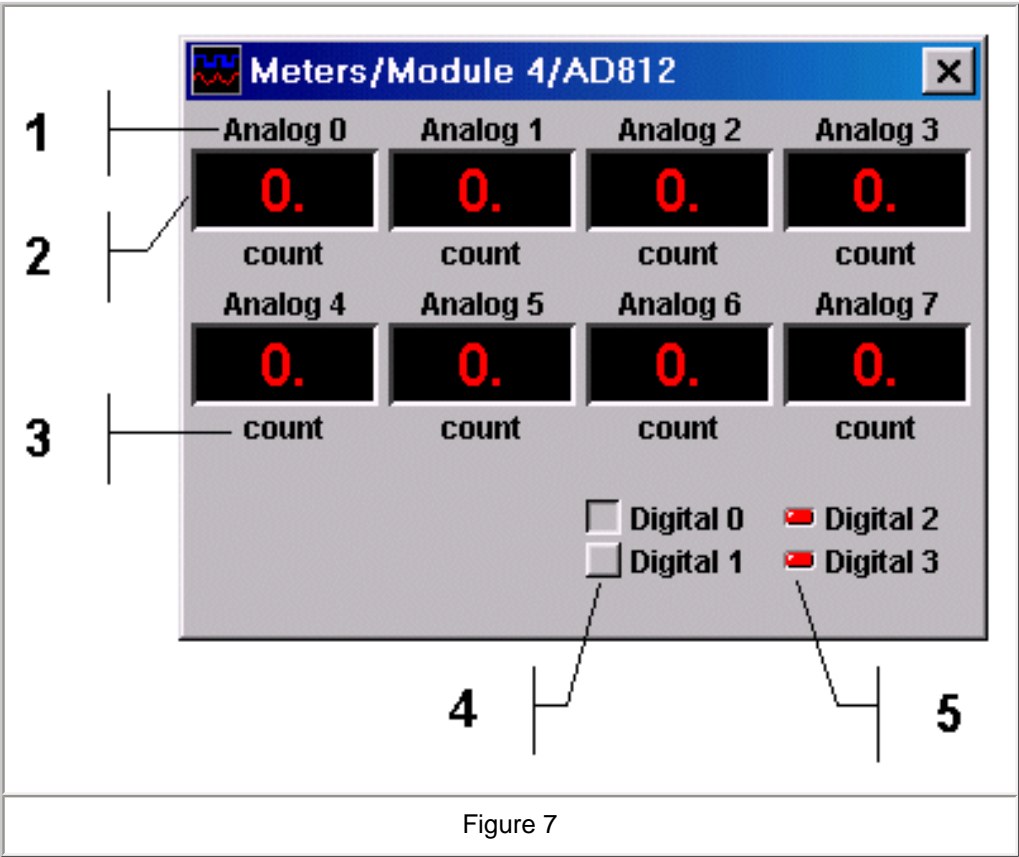 Meters/Module 4/AD812
1
Analog 0 Analog 1 Analog 2 Analog 3
0. 0. 0. 0.
2
count count count count
Analog 4 Analog 5 Analog 6 Analog 7
0. 0. 0. 0.
3
count count count count
Digital 0 Digital 2
Digital 1 Digital 3
4 5
Figure 7